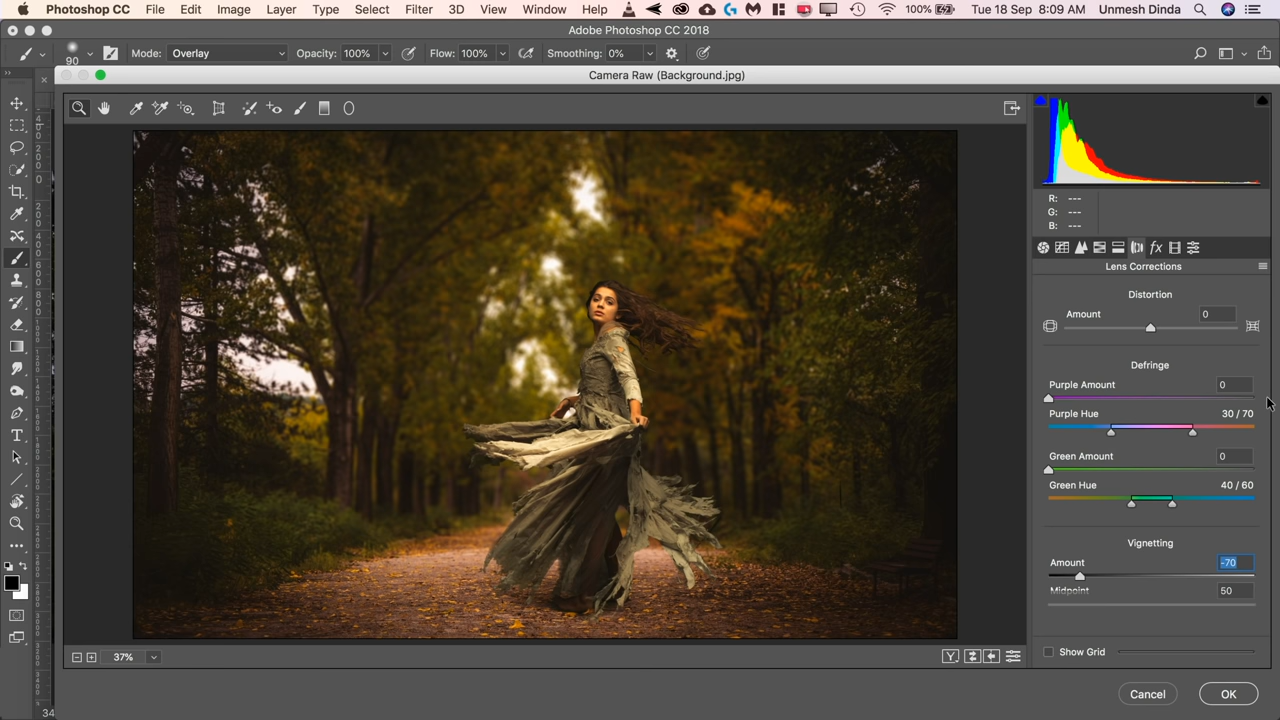 Photoshop CC File Edit Image Layer Type Select Filter 3D View Window Help 100% Tue 18 Sep 8:09 AM Unmesh Dinda
Adobe Photoshop CC 2018
90 Mode: Overlay Opacity: 100% Flow: 100% Smoothing: 0%
Camera Raw (Background.jpg)
R: ---
G: ---
B: ---
Lens Corrections
Distortion
Amount 0
Defringe
Purple Amount 0
Purple Hue 30 / 70
Green Amount 0
Green Hue 40 / 60
Vignetting
Amount -70
Midpoint 50
37% Y Show Grid
Cancel OK
34